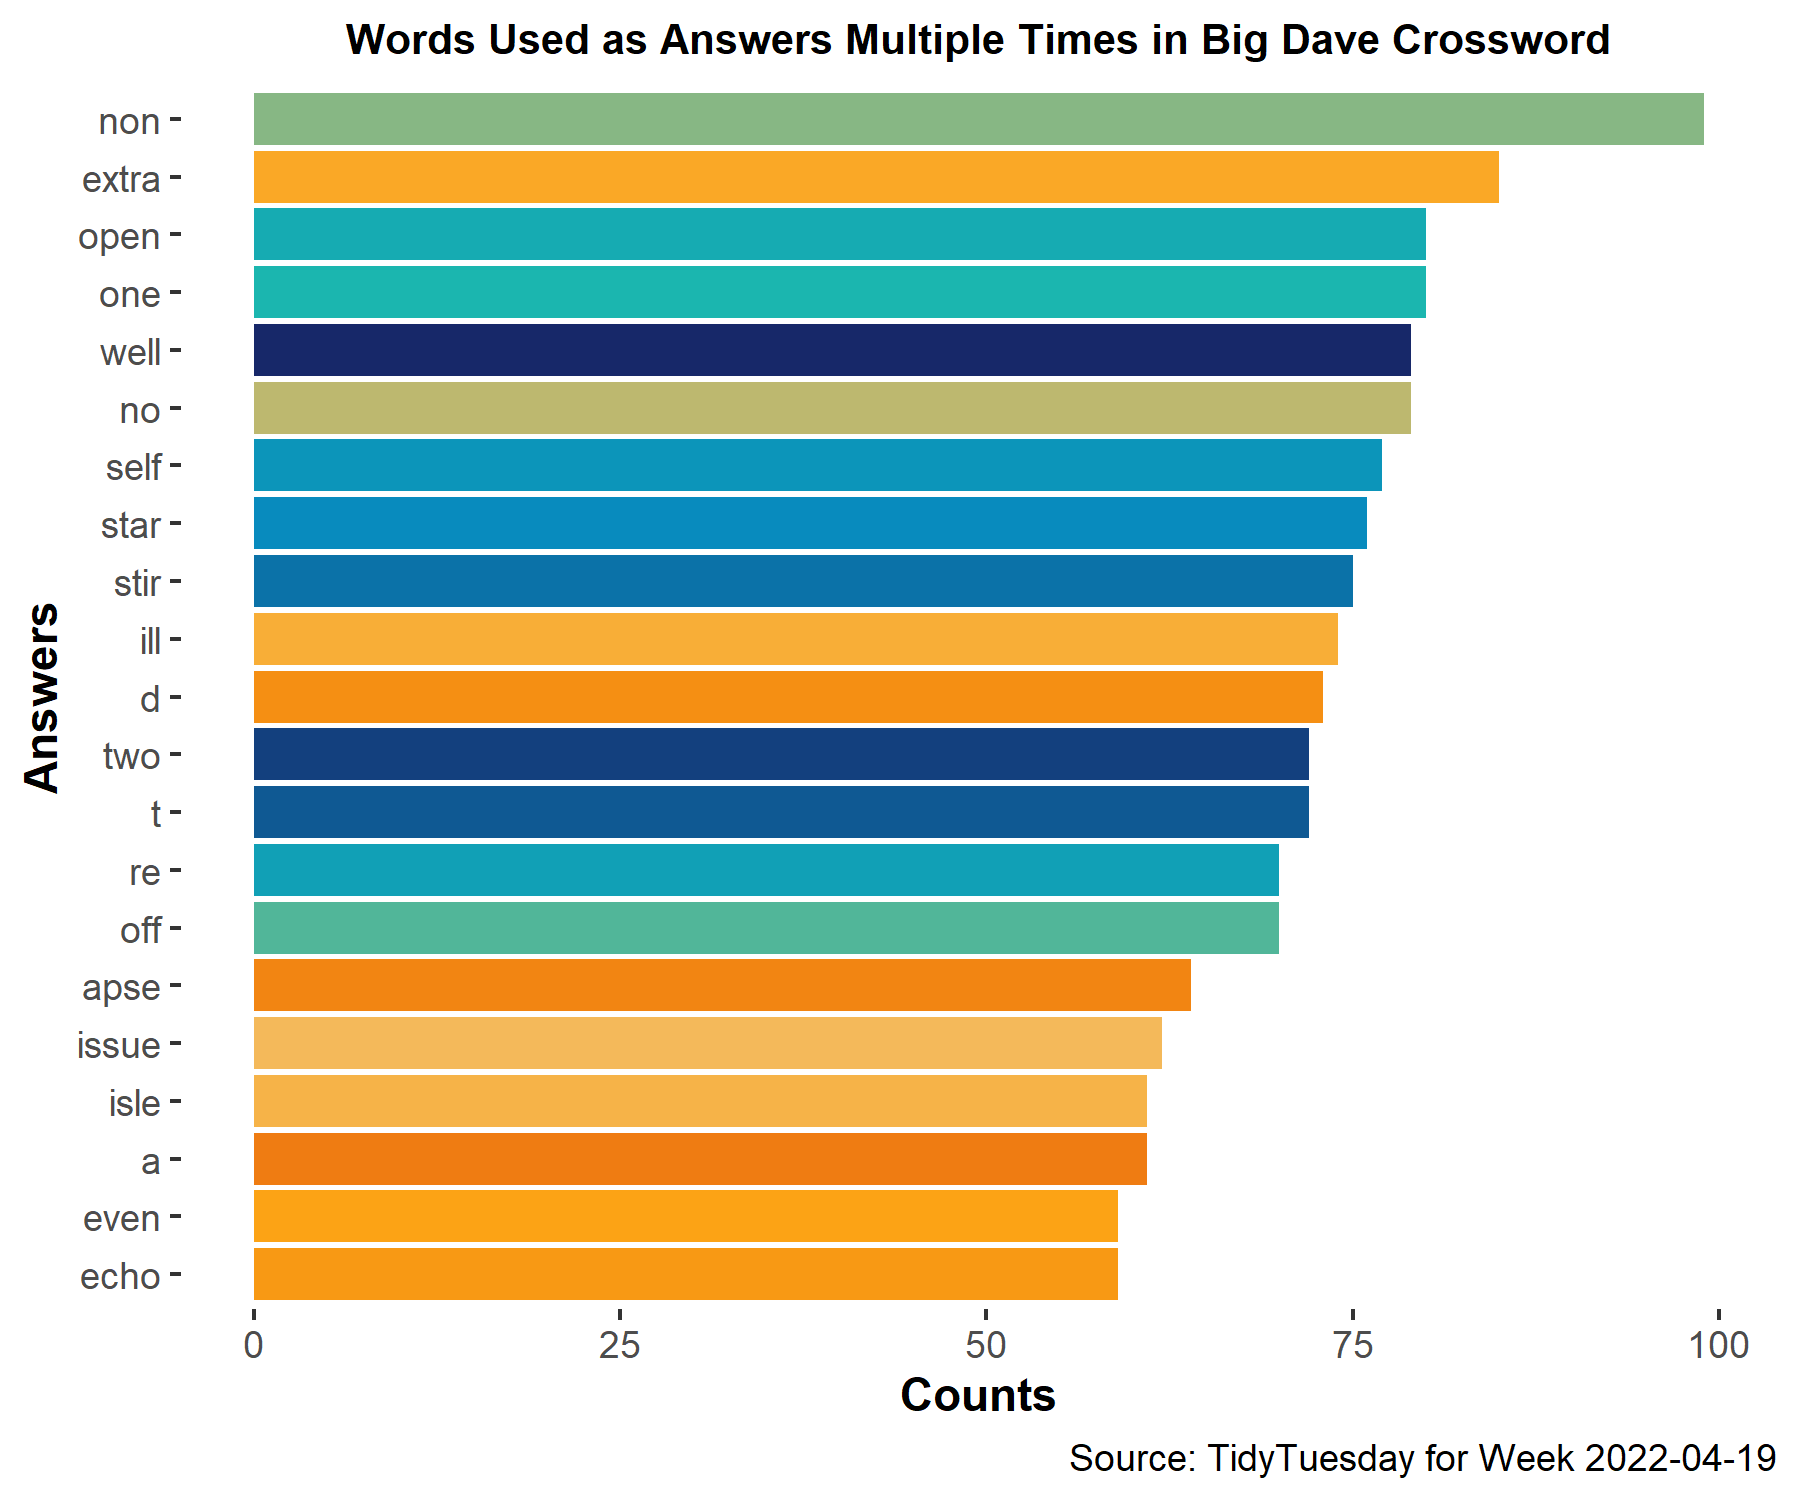 Words Used as Answers Multiple Times in Big Dave Crossword
non
extra
open
one
well
no
self
star
stir
ill
d
two
t
re
off
apse
issue
isle
a
even
echo
Answers
0 25 50 75 100
Counts
Source: TidyTuesday for Week 2022-04-19